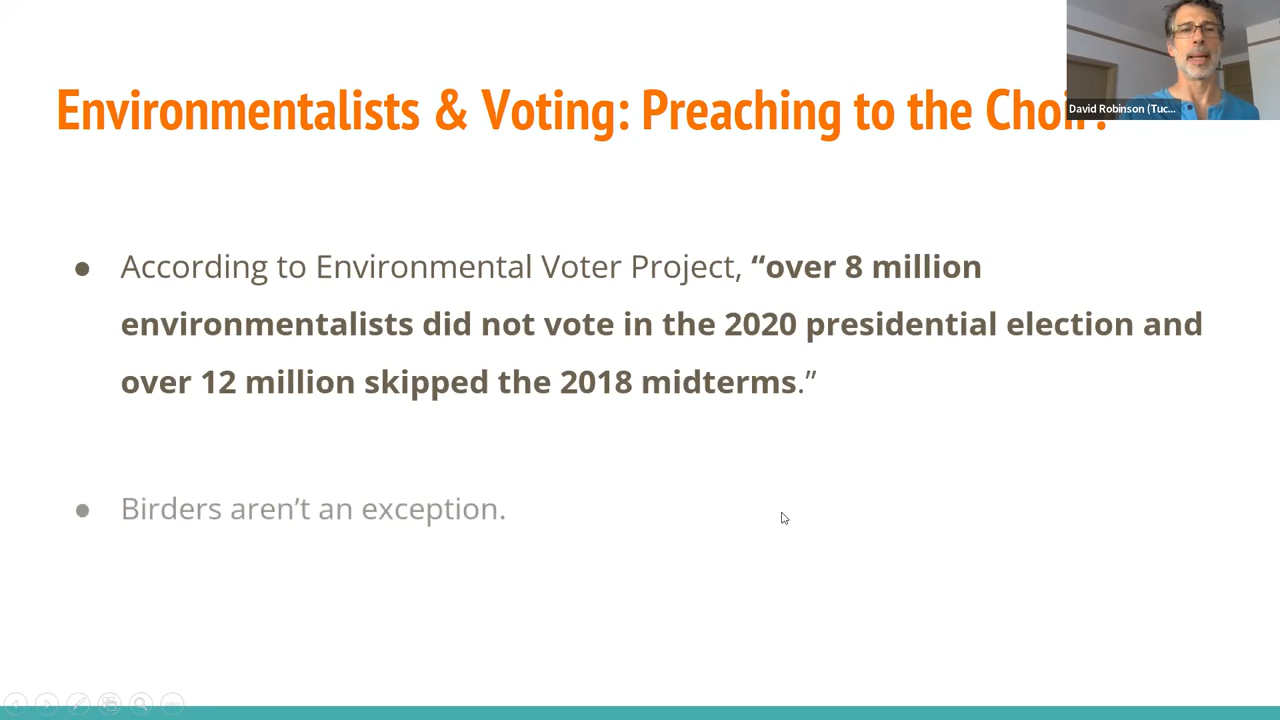 Environmentalists & Voting: Preaching to the
David Robinson (Tuc...
● According to Environmental Voter Project, “over 8 million
environmentalists did not vote in the 2020 presidential election and
over 12 million skipped the 2018 midterms.”
● Birders aren’t an exception.